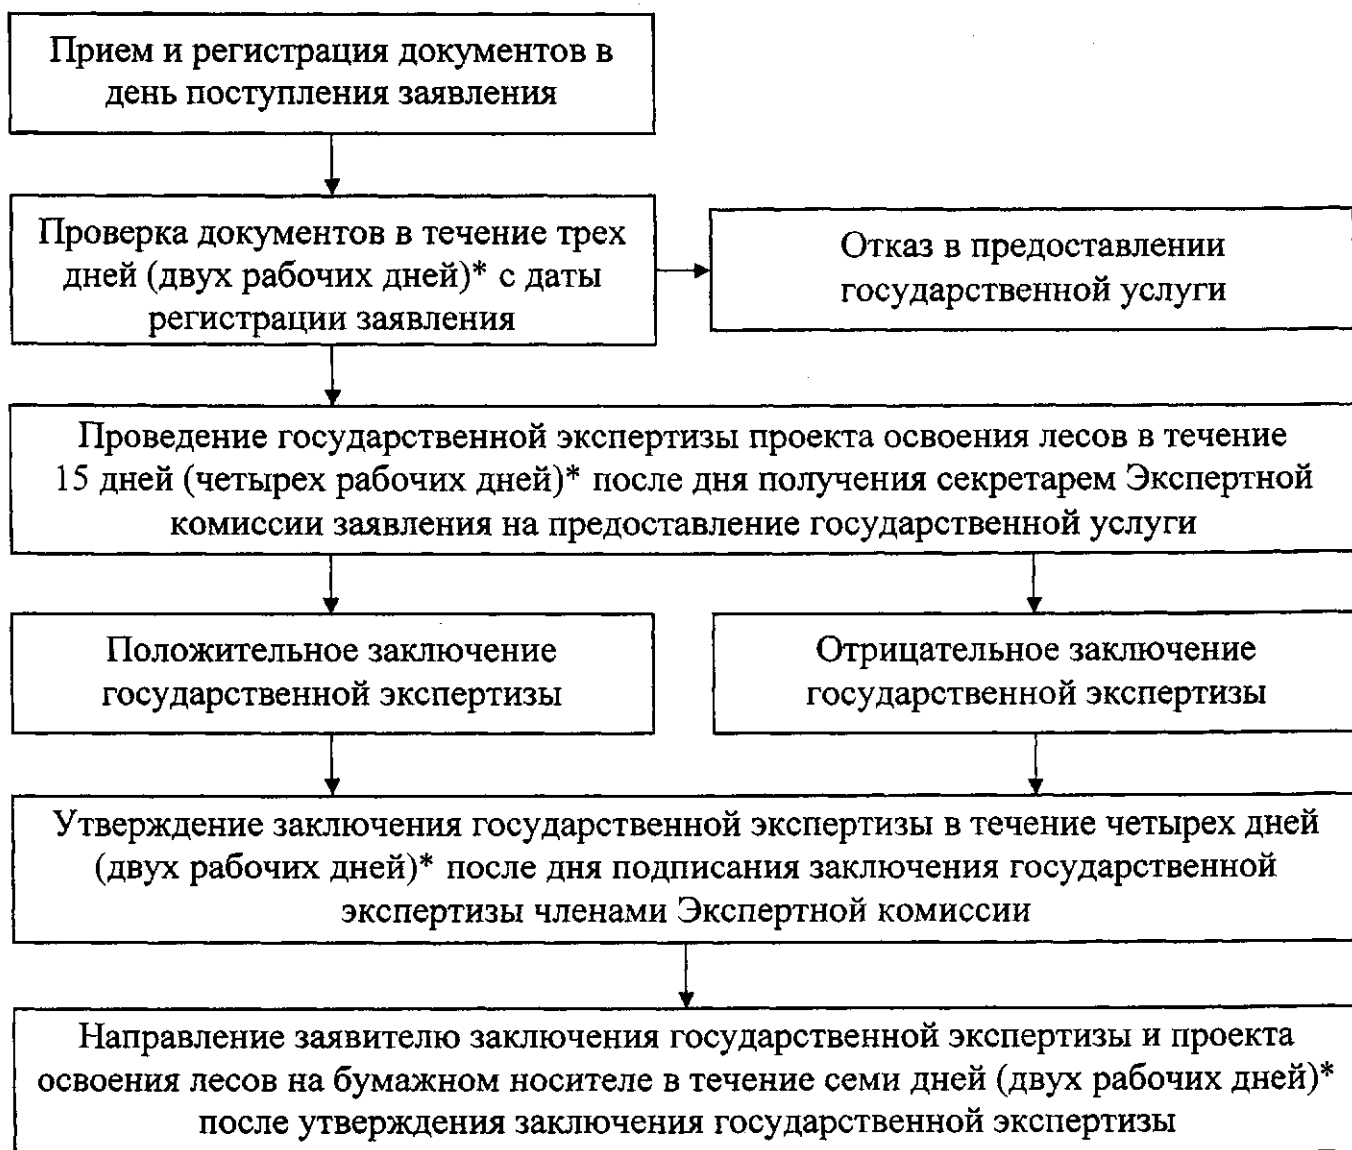 Прием и регистрация документов в
день поступления заявления
Проверка документов в течение трех
дней (двух рабочих дней)* с даты
регистрации заявления
Отказ в предоставлении
государственной услуги
Проведение государственной экспертизы проекта освоения лесов в течение
15 дней (четырех рабочих дней)* после дня получения секретарем Экспертной
комиссии заявления на предоставление государственной услуги
Положительное заключение
государственной экспертизы
Отрицательное заключение
государственной экспертизы
Утверждение заключения государственной экспертизы в течение четырех дней
(двух рабочих дней)* после дня подписания заключения государственной
экспертизы членами Экспертной комиссии
Направление заявителю заключения государственной экспертизы и проекта
освоения лесов на бумажном носителе в течение семи дней (двух рабочих дней)*
после утверждения заключения государственной экспертизы